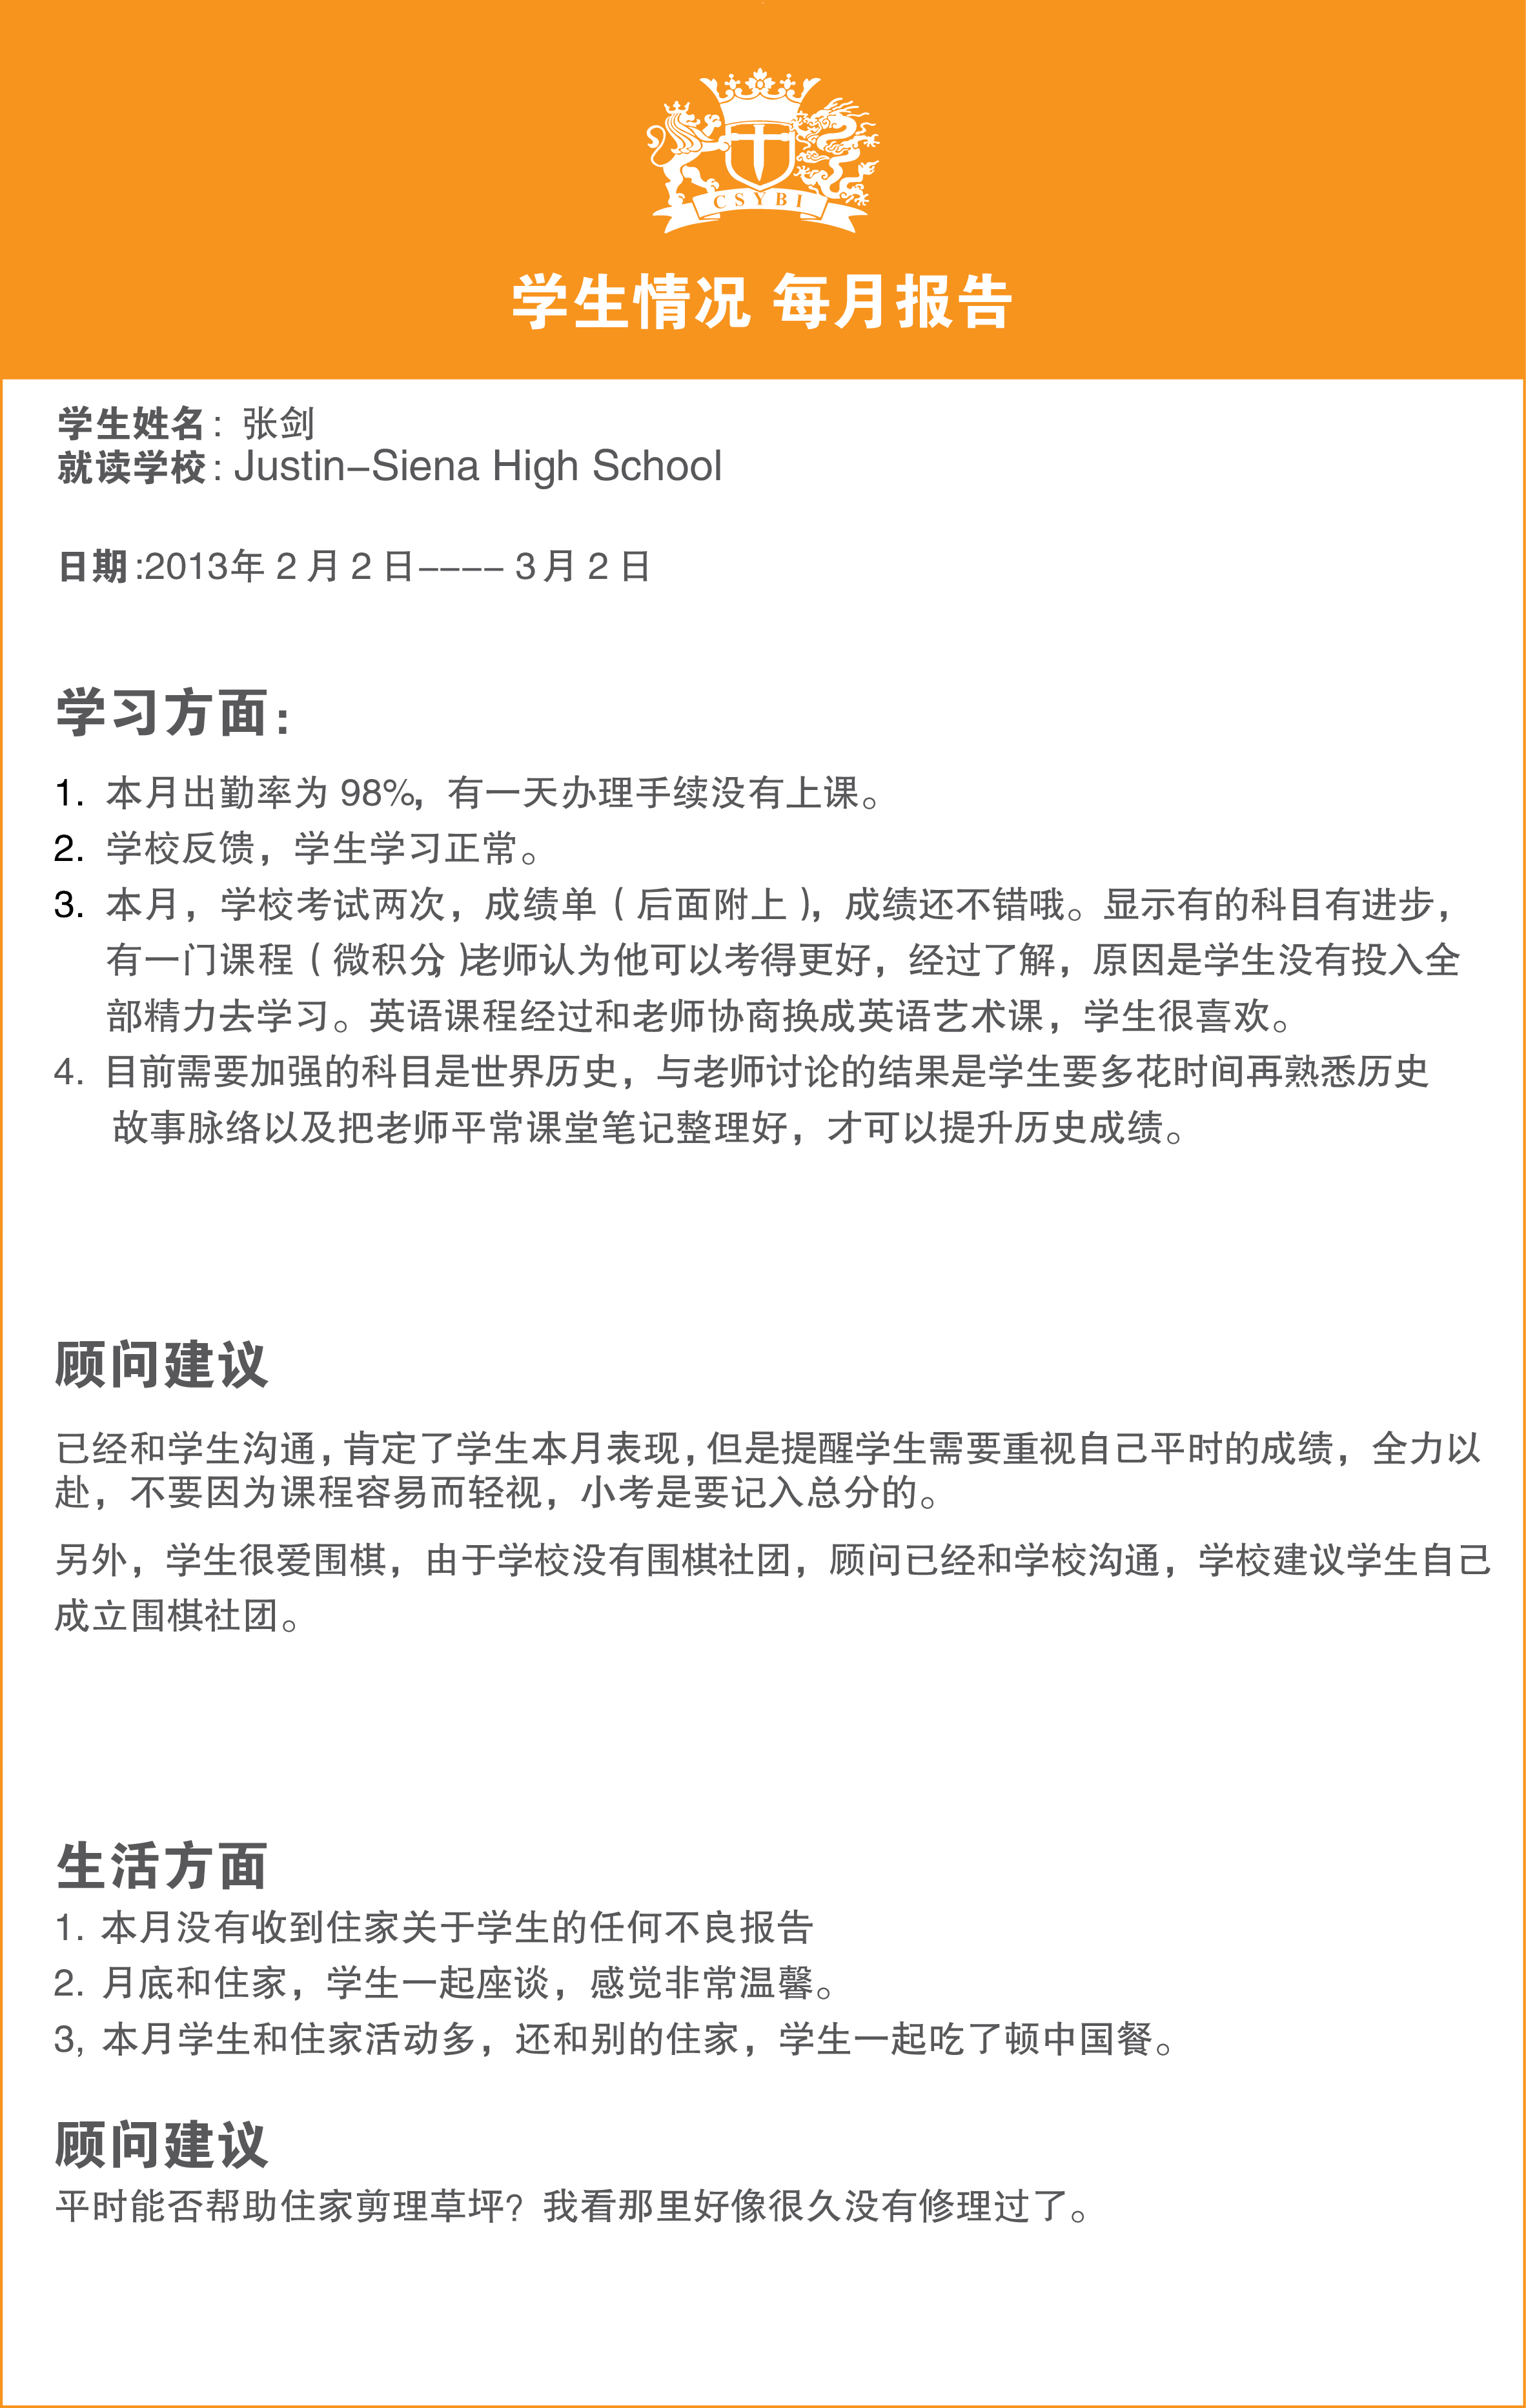 CSYBI
学生情况 每月报告
学生姓名: 张剑
就读学校: Justin-Siena High School
日期:2013年 2 月 2 日---- 3 月 2 日
学习方面:
1. 本月出勤率为 98%，有一天办理手续没有上课。
2. 学校反馈，学生学习正常。
3. 本月，学校考试两次，成绩单（后面附上），成绩还不错哦。显示有的科目有进步，
有一门课程（微积分；）老师认为他可以考得更好，经过了解，原因是学生没有投入全
部精力去学习。英语课程经过和老师协商换成英语艺术课，学生很喜欢。
4. 目前需要加强的科目是世界历史，与老师讨论的结果是学生要多花时间再熟悉历史
故事脉络以及把老师平常课堂笔记整理好，才可以提升历史成绩。
顾问建议
已经和学生沟通，肯定了学生本月表现，但是提醒学生需要重视自己平时的成绩，全力以
赴，不要因为课程容易而轻视，小考是要记入总分的。
另外，学生很爱围棋，由于学校没有围棋社团，顾问已经和学校沟通，学校建议学生自己
成立围棋社团。
生活方面
1. 本月没有收到住家关于学生的任何不良报告
2. 月底和住家，学生一起座谈，感觉非常温馨。
3, 本月学生和住家活动多，还和别的住家，学生一起吃了顿中国餐。
顾问建议
平时能否帮助住家剪理草坪？我看那里好像很久没有修理过了。